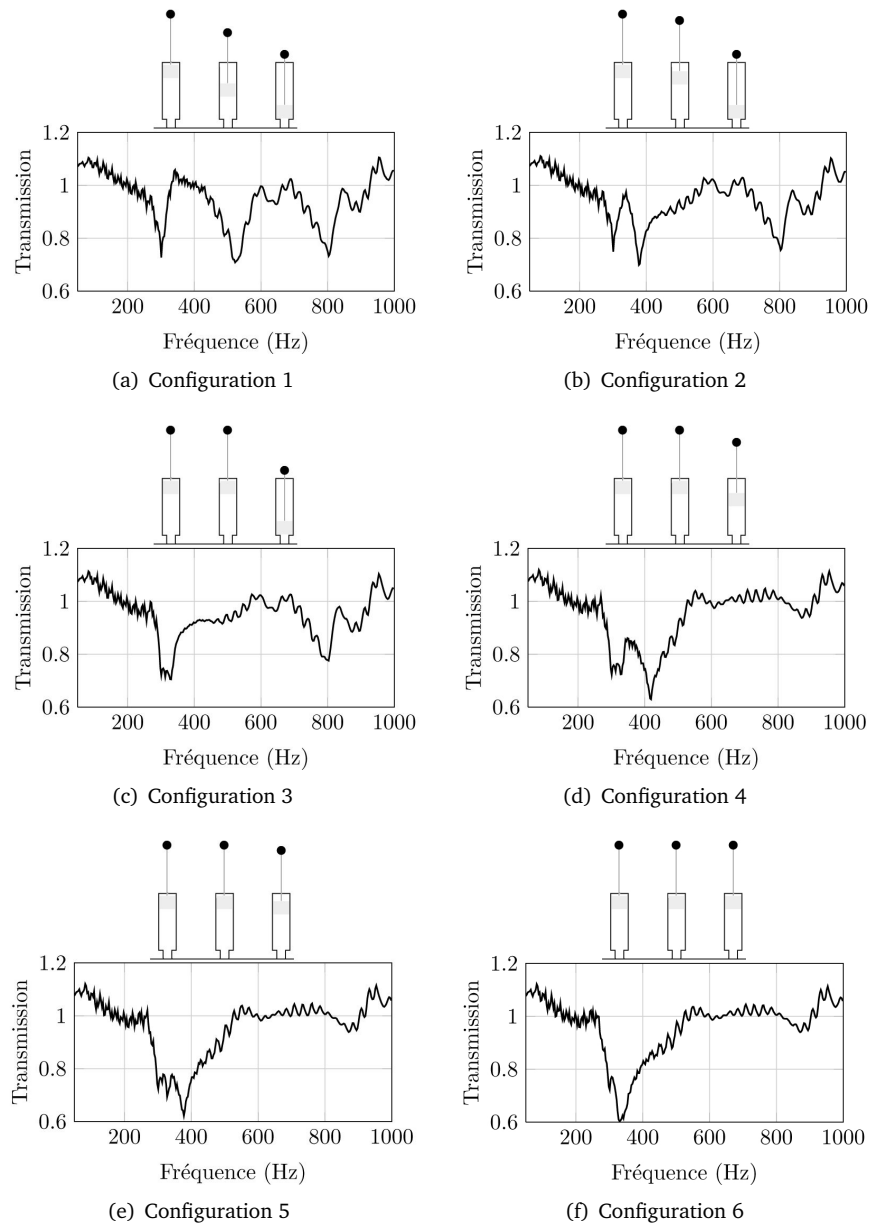 1.2
1
0.8
0.6
Transmission
200 400 600 800 1000
Fréquence (Hz)
(a) Configuration 1
1.2
1
0.8
0.6
Transmission
200 400 600 800 1000
Fréquence (Hz)
(b) Configuration 2
1.2
1
0.8
0.6
Transmission
200 400 600 800 1000
Fréquence (Hz)
(c) Configuration 3
1.2
1
0.8
0.6
Transmission
200 400 600 800 1000
Fréquence (Hz)
(d) Configuration 4
1.2
1
0.8
0.6
Transmission
200 400 600 800 1000
Fréquence (Hz)
(e) Configuration 5
1.2
1
0.8
0.6
Transmission
200 400 600 800 1000
Fréquence (Hz)
(f) Configuration 6